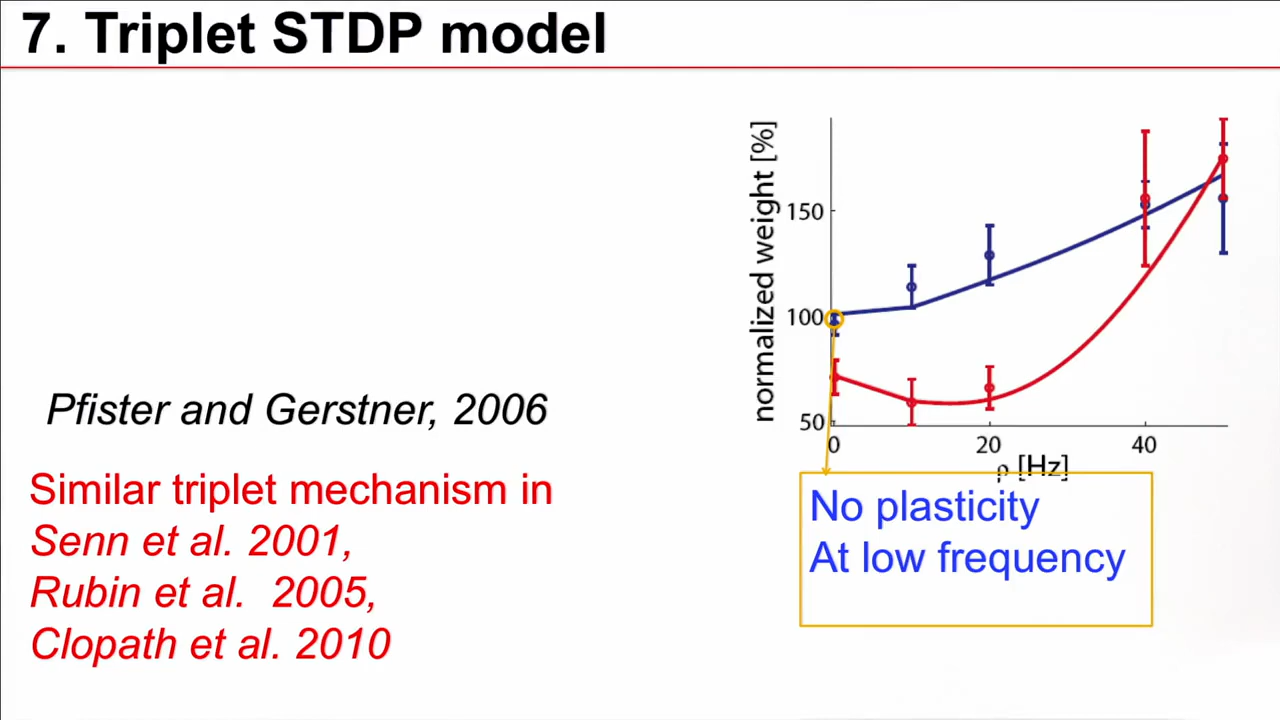 7. Triplet STDP model
normalized weight [%]
150
100
50
0
20
40
ρ [Hz]
Pfister and Gerstner, 2006
Similar triplet mechanism in
Senn et al. 2001,
Rubin et al. 2005,
Clopath et al. 2010
No plasticity
At low frequency